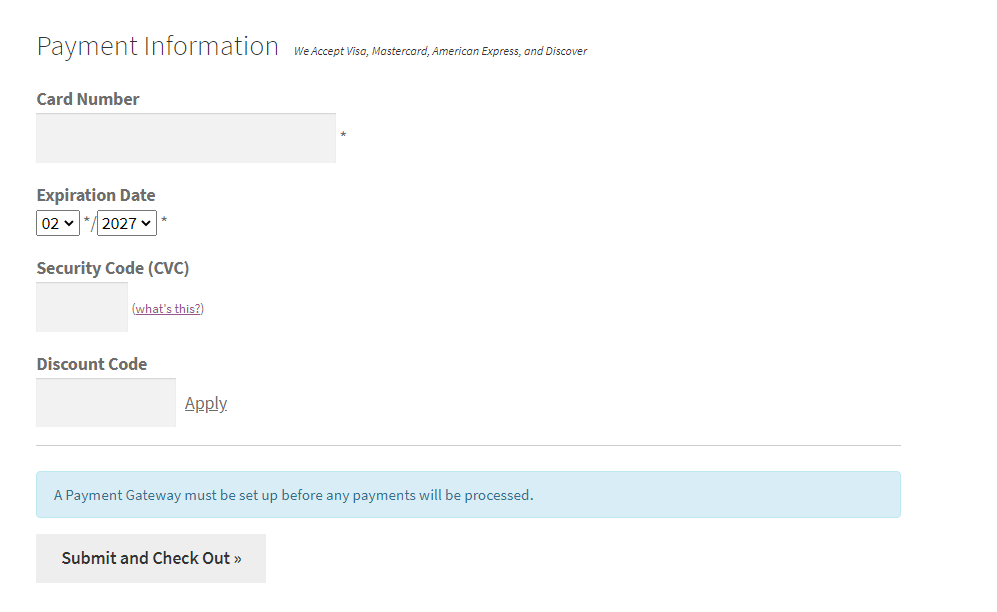 Payment Information We Accept Visa, Mastercard, American Express, and Discover
Card Number
*
Expiration Date
02 */2027 *
Security Code (CVC)
(what's this?)
Discount Code
Apply
A Payment Gateway must be set up before any payments will be processed.
Submit and Check Out »